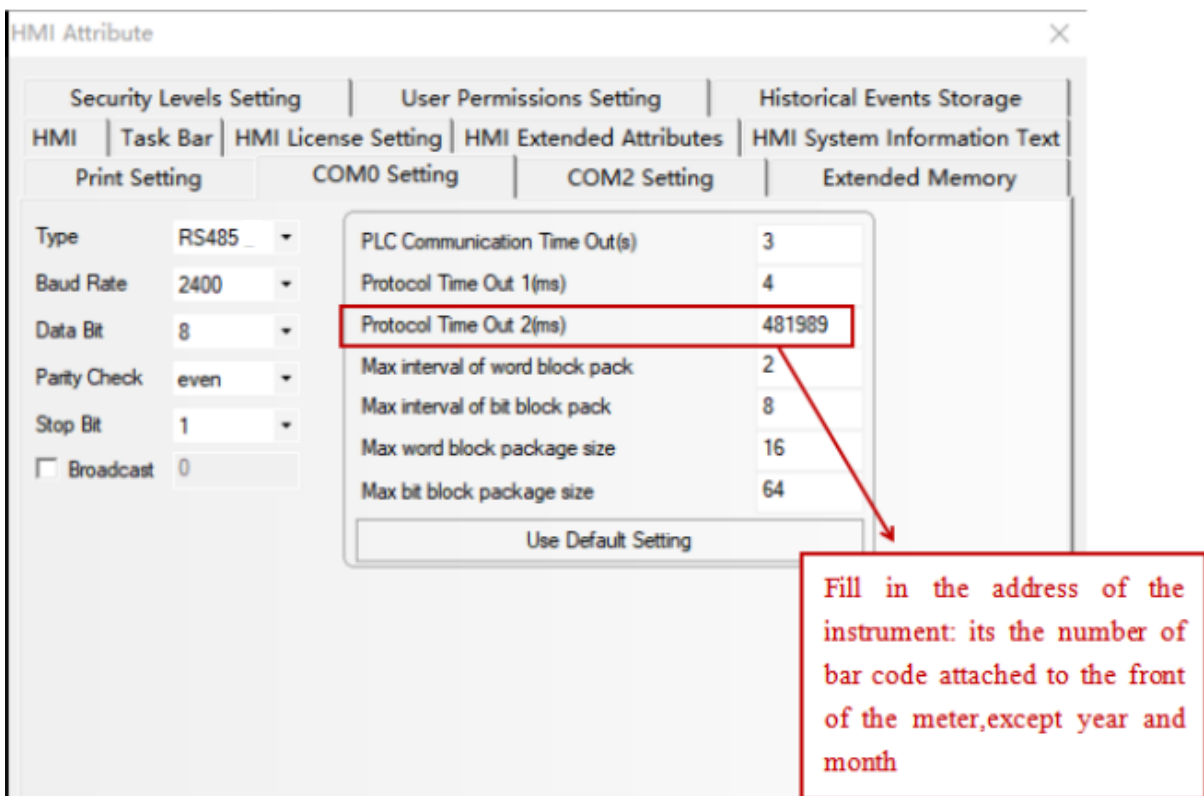 HMI Attribute
Security Levels Setting
User Permissions Setting
Historical Events Storage
HMI
Task Bar
HMI License Setting
HMI Extended Attributes
HMI System Information Text
Print Setting
COM0 Setting
COM2 Setting
Extended Memory
Type RS485
Baud Rate 2400
Data Bit 8
Parity Check even
Stop Bit 1
Broadcast 0
PLC Communication Time Out(s) 3
Protocol Time Out 1(ms) 4
Protocol Time Out 2(ms) 481989
Max interval of word block pack 2
Max interval of bit block pack 8
Max word block package size 16
Max bit block package size 64
Use Default Setting
Fill in the address of the
instrument: its the number of
bar code attached to the front
of the meter,except year and
month